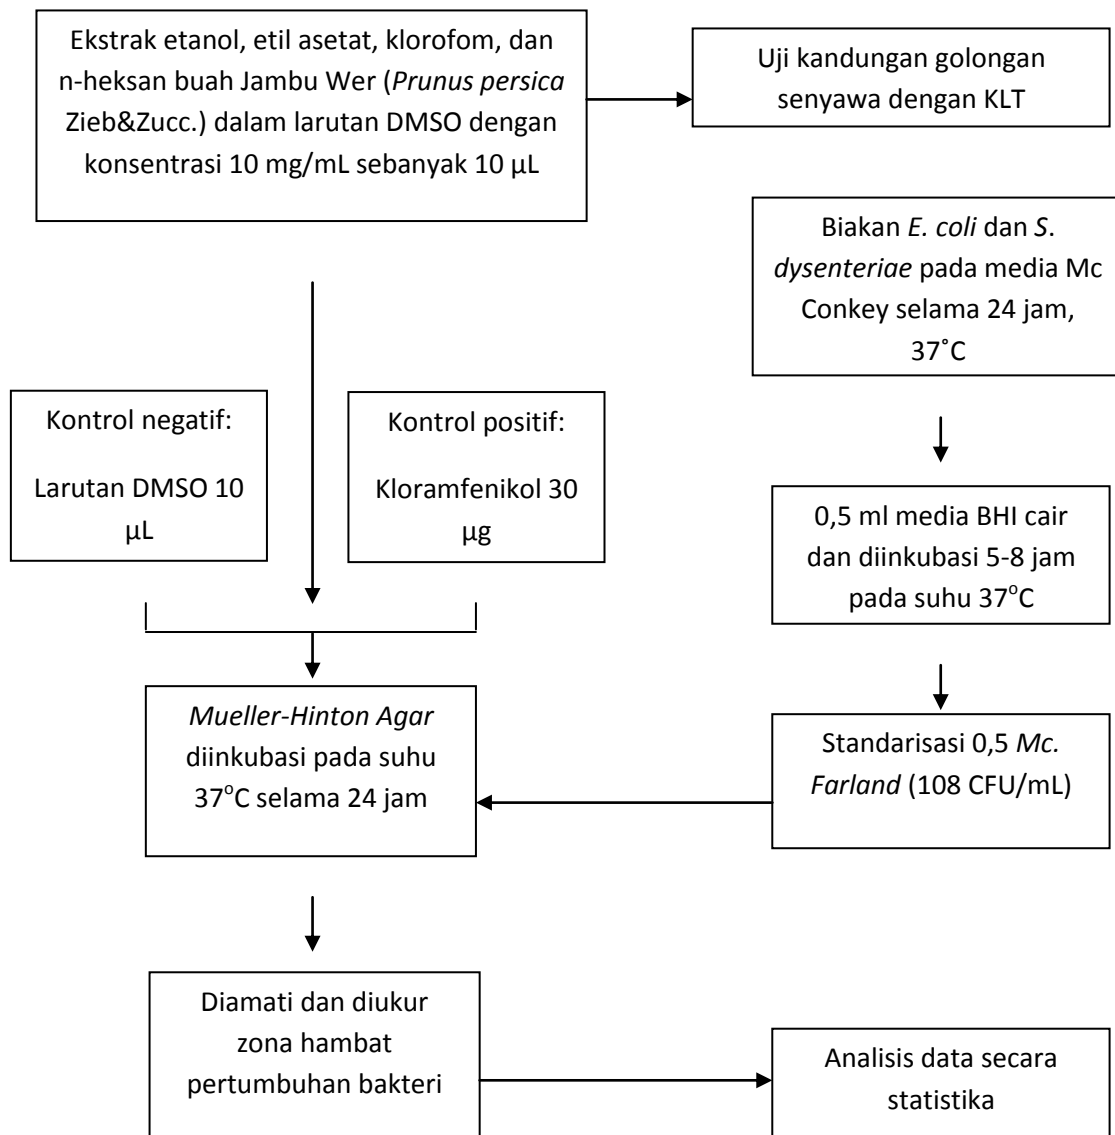 Ekstrak etanol, etil asetat, klorofom, dan
n-heksan buah Jambu Wer (Prunus persica
Zieb&Zucc.) dalam larutan DMSO dengan
konsentrasi 10 mg/mL sebanyak 10 µL
Uji kandungan golongan
senyawa dengan KLT
Biakan E. coli dan S.
dysenteriae pada media Mc
Conkey selama 24 jam,
37˚C
Kontrol negatif:
Larutan DMSO 10
µL
Kontrol positif:
Kloramfenikol 30
µg
0,5 ml media BHI cair
dan diinkubasi 5-8 jam
pada suhu 37°C
Mueller-Hinton Agar
diinkubasi pada suhu
37°C selama 24 jam
Standarisasi 0,5 Mc.
Farland (108 CFU/mL)
Diamati dan diukur
zona hambat
pertumbuhan bakteri
Analisis data secara
statistika